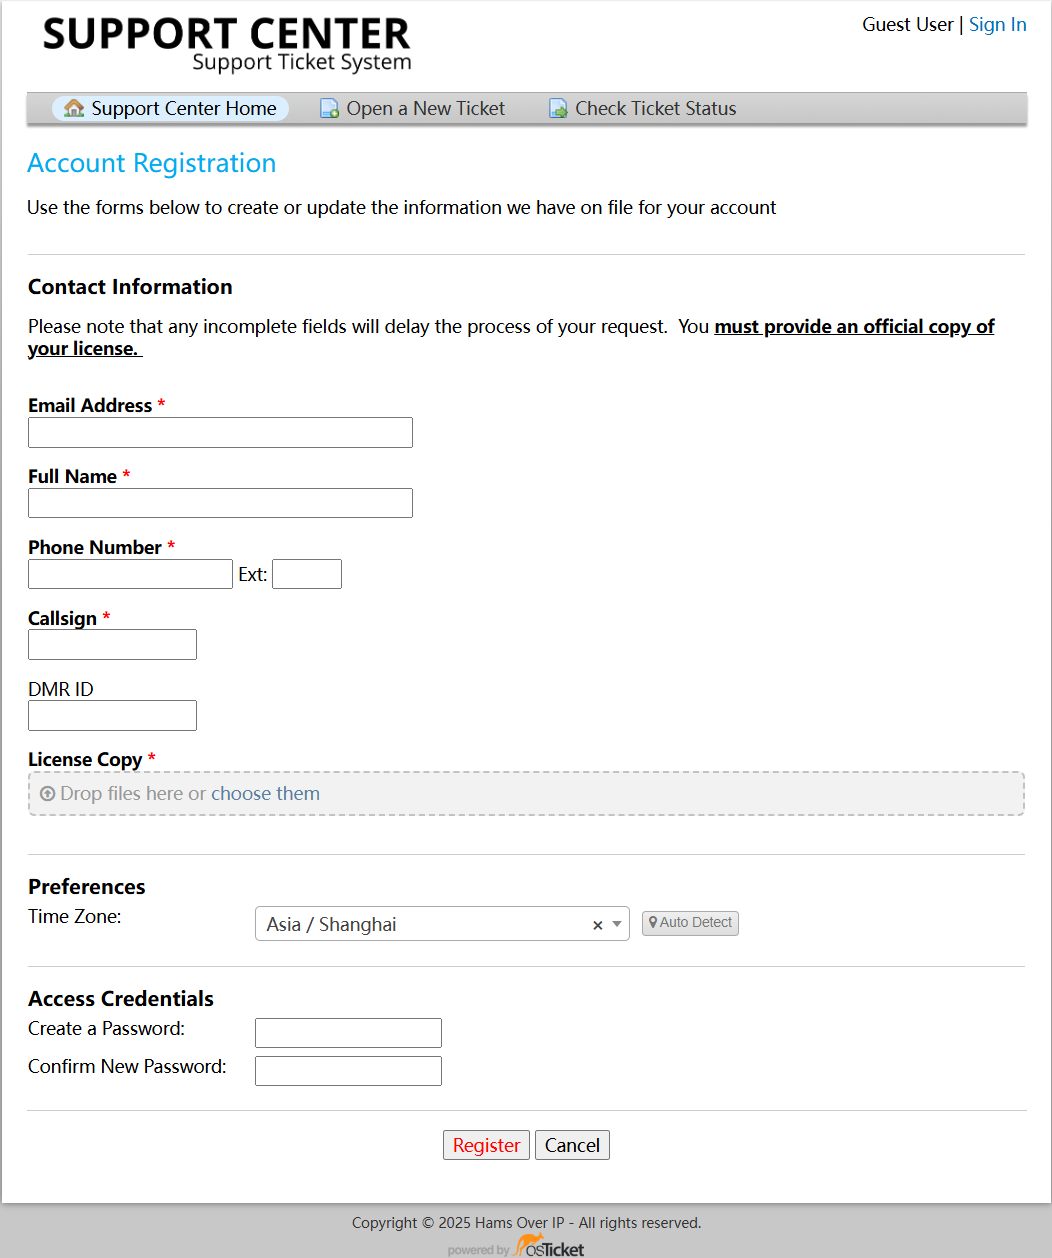 SUPPORT CENTER
Support Ticket System
Guest User | Sign In
Support Center Home
Open a New Ticket
Check Ticket Status
Account Registration
Use the forms below to create or update the information we have on file for your account
Contact Information
Please note that any incomplete fields will delay the process of your request. You must provide an official copy of
your license.
Email Address *
Full Name *
Phone Number *
Ext:
Callsign *
DMR ID
License Copy *
Drop files here or choose them
Preferences
Time Zone:
Asia / Shanghai
×
Auto Detect
Access Credentials
Create a Password:
Confirm New Password:
Register
Cancel
Copyright © 2025 Hams Over IP - All rights reserved.
powered by osTicket